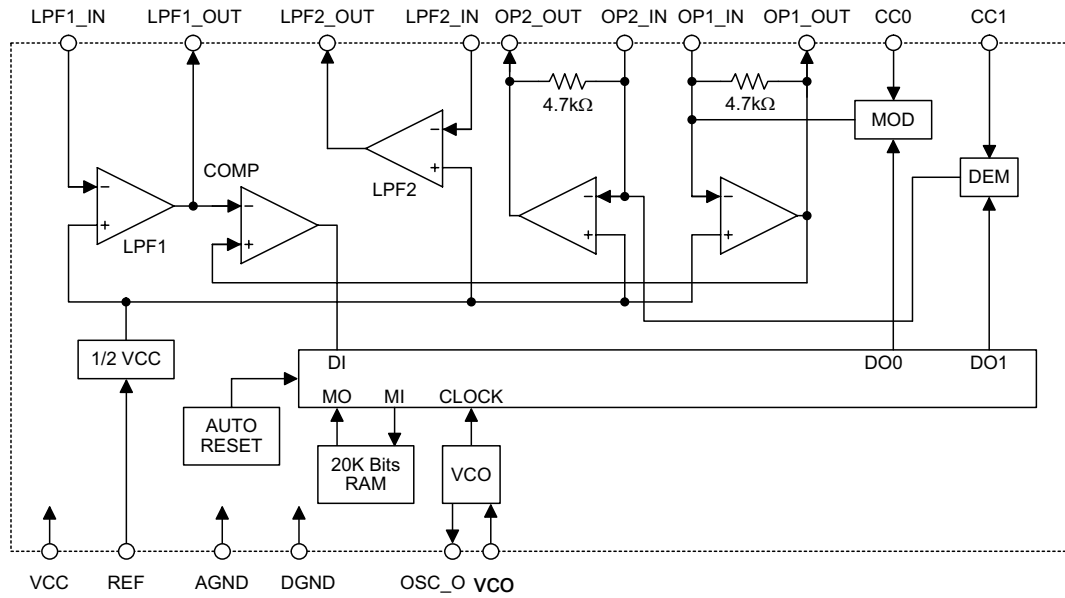 LPF1_IN LPF1_OUT LPF2_OUT LPF2_IN OP2_OUT OP2_IN OP1_IN OP1_OUT CC0 CC1
4.7kΩ 4.7kΩ
MOD
COMP
LPF2
DEM
LPF1
- + - + - + - + - +
1/2 VCC
DI DO0 DO1
MO MI CLOCK
AUTO
RESET
20K Bits
RAM
VCO
VCC REF AGND DGND OSC_O VCO